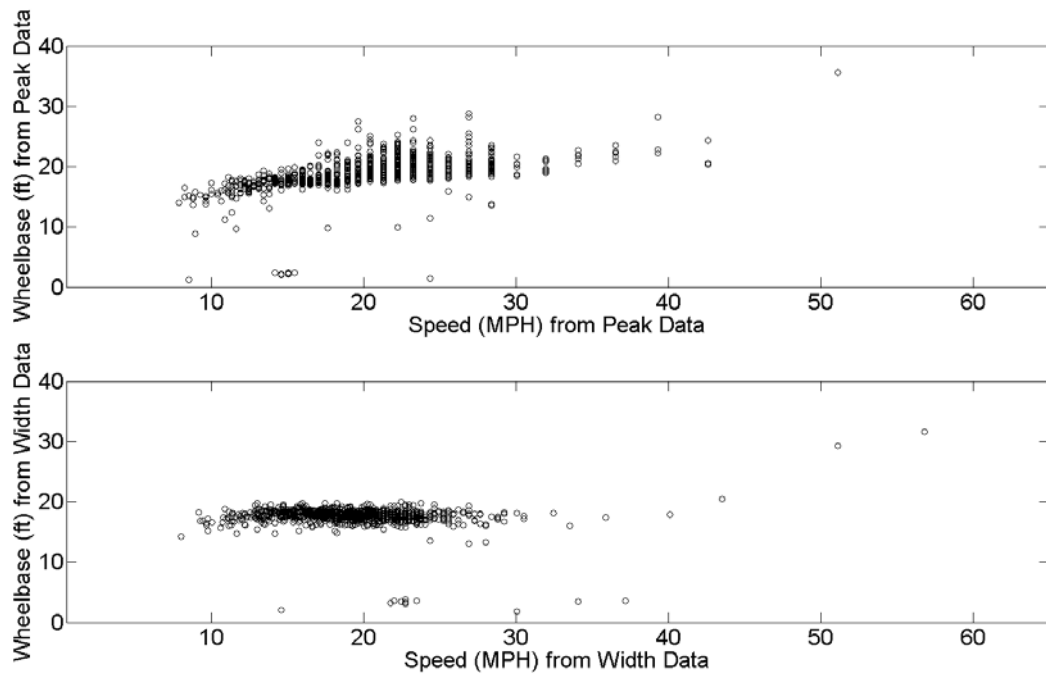 Wheelbase (ft) from Peak Data
40
30
20
10
0
10 20 30 40 50 60
Speed (MPH) from Peak Data
Wheelbase (ft) from Width Data
40
30
20
10
0
10 20 30 40 50 60
Speed (MPH) from Width Data